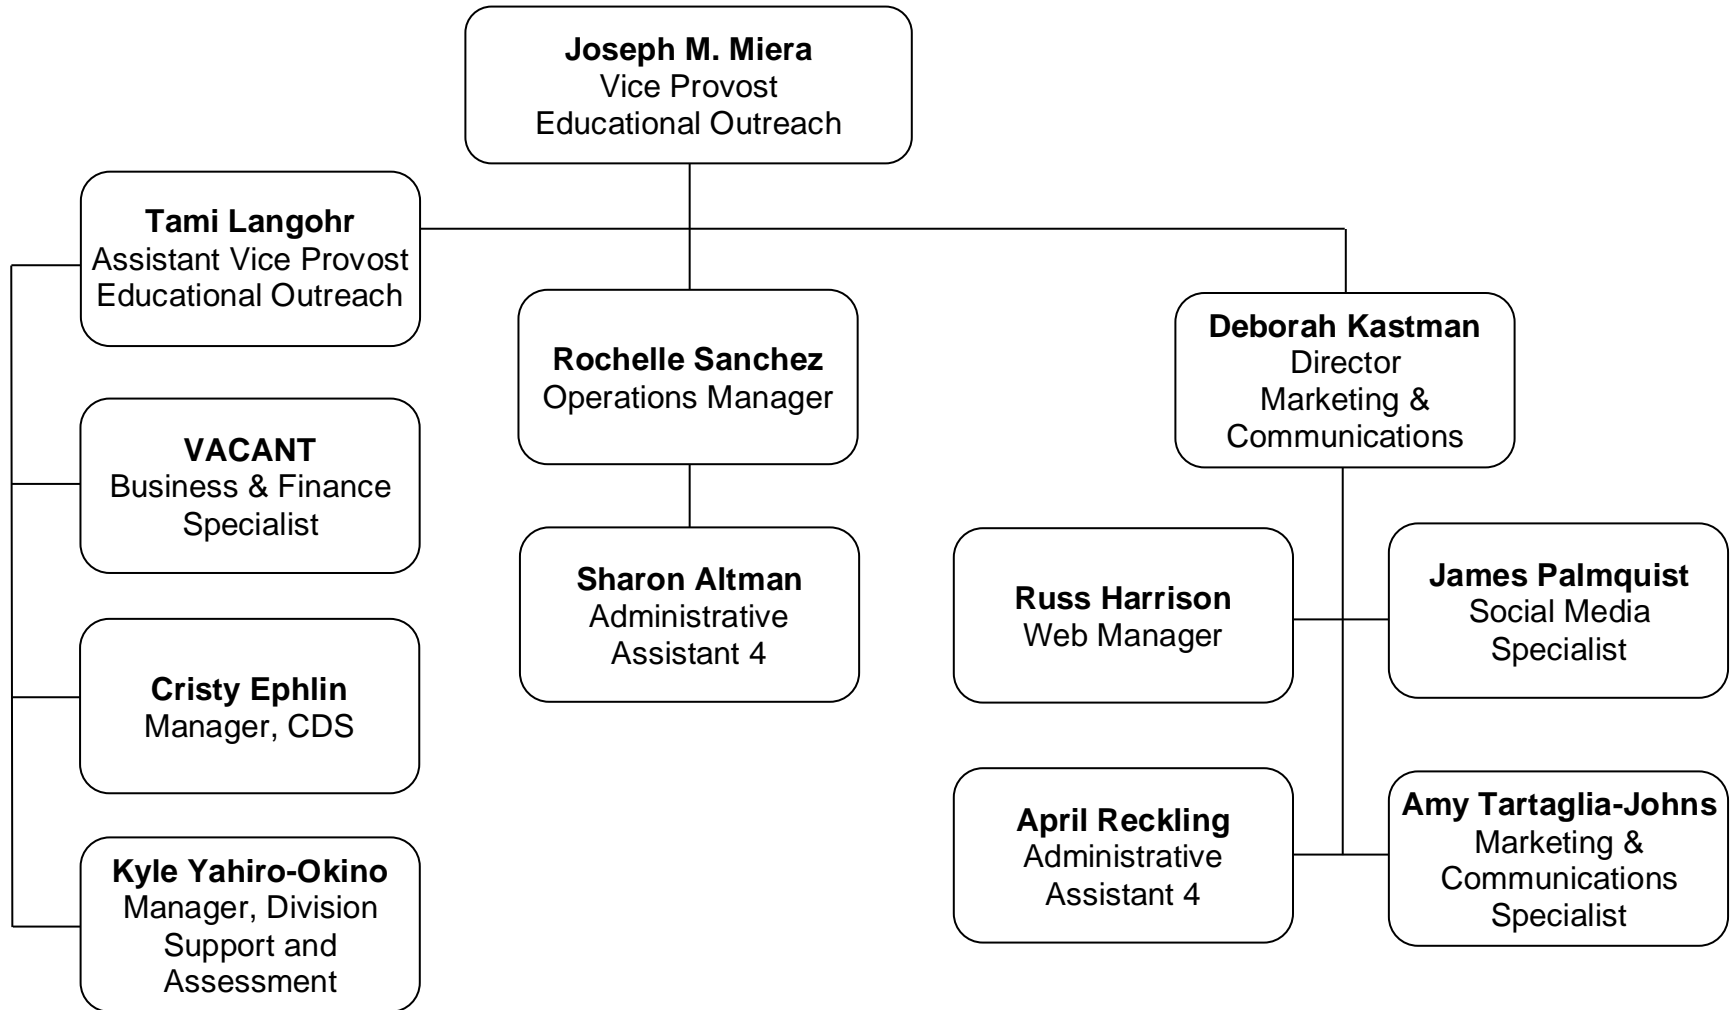 Joseph M. Miera
Vice Provost
Educational Outreach
Tami Langohr
Assistant Vice Provost
Educational Outreach
VACANT
Business & Finance
Specialist
Cristy Ephlin
Manager, CDS
Kyle Yahiro-Okino
Manager, Division
Support and
Assessment
Rochelle Sanchez
Operations Manager
Sharon Altman
Administrative
Assistant 4
Deborah Kastman
Director
Marketing &
Communications
Russ Harrison
Web Manager
James Palmquist
Social Media
Specialist
April Reckling
Administrative
Assistant 4
Amy Tartaglia-Johns
Marketing &
Communications
Specialist